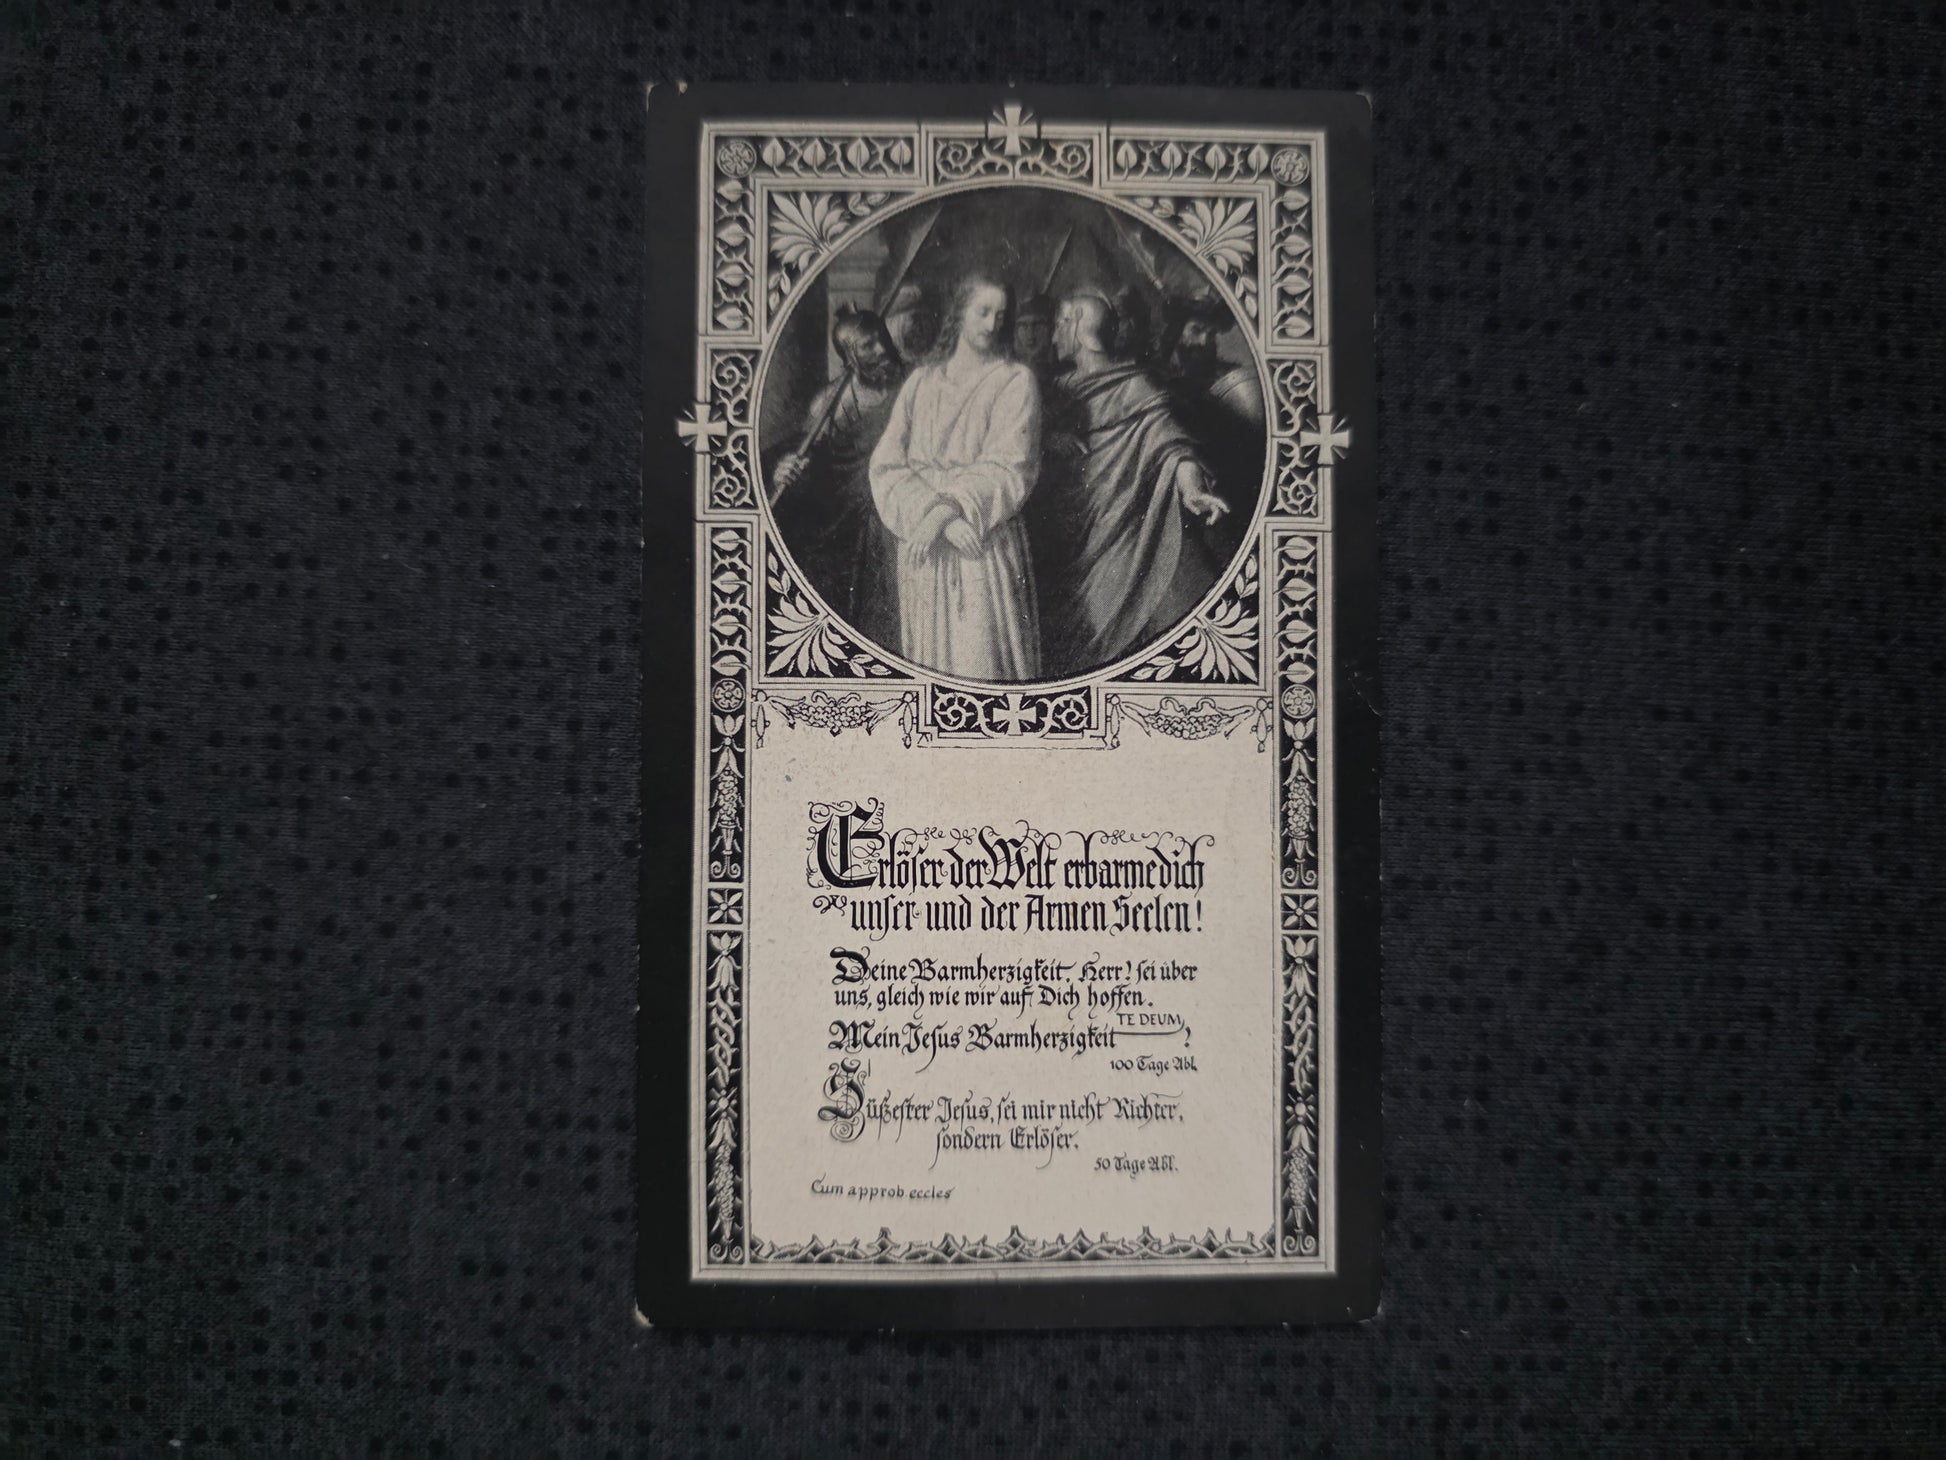 Erlöser der Welt erbarme dich
unser und der Armen Seelen!
Deine Barmherzigkeit, Herr! sei über
uns, gleich wie wir auf Dich hoffen.
TE DEUM
Mein Jesus Barmherzigkeit !
100 Tage Abl.
Süßester Jesus, sei mir nicht Richter,
sondern Erlöser.
50 Tage Abl.
Cum approb. eccles